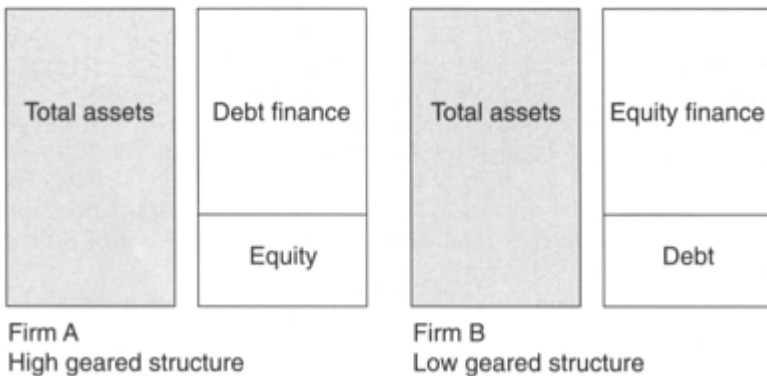 Total assets
Debt finance
Equity
Total assets
Equity finance
Debt
Firm A
High geared structure
Firm B
Low geared structure